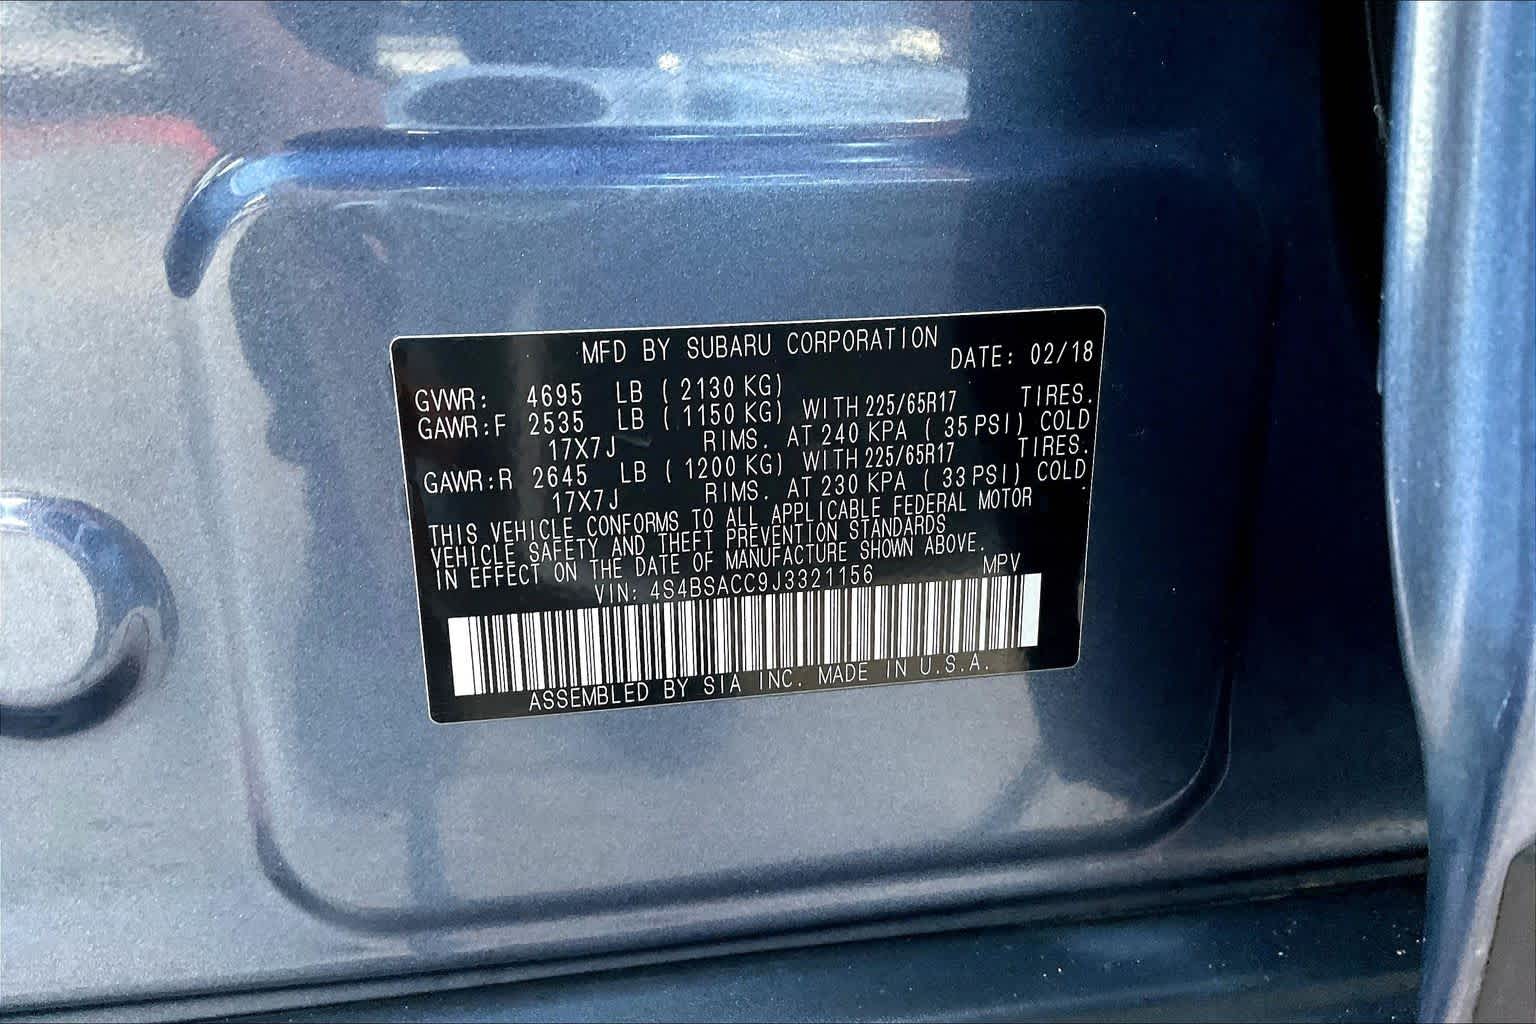 MFD BY SUBARU CORPORATION DATE: 02/18
GVWR: 4695 LB ( 2130 KG)
GAWR:F 2535 LB ( 1150 KG) WITH 225/65R17 TIRES.
17X7J RIMS. AT 240 KPA ( 35 PSI) COLD
GAWR:R 2645 LB ( 1200 KG) WITH 225/65R17 TIRES.
17X7J RIMS. AT 230 KPA ( 33 PSI) COLD
THIS VEHICLE CONFORMS TO ALL APPLICABLE FEDERAL MOTOR
VEHICLE SAFETY AND THEFT PREVENTION STANDARDS
IN EFFECT ON THE DATE OF MANUFACTURE SHOWN ABOVE.
VIN: 4S4BSACC9J3321156 MPV
ASSEMBLED BY SIA INC. MADE IN U.S.A.